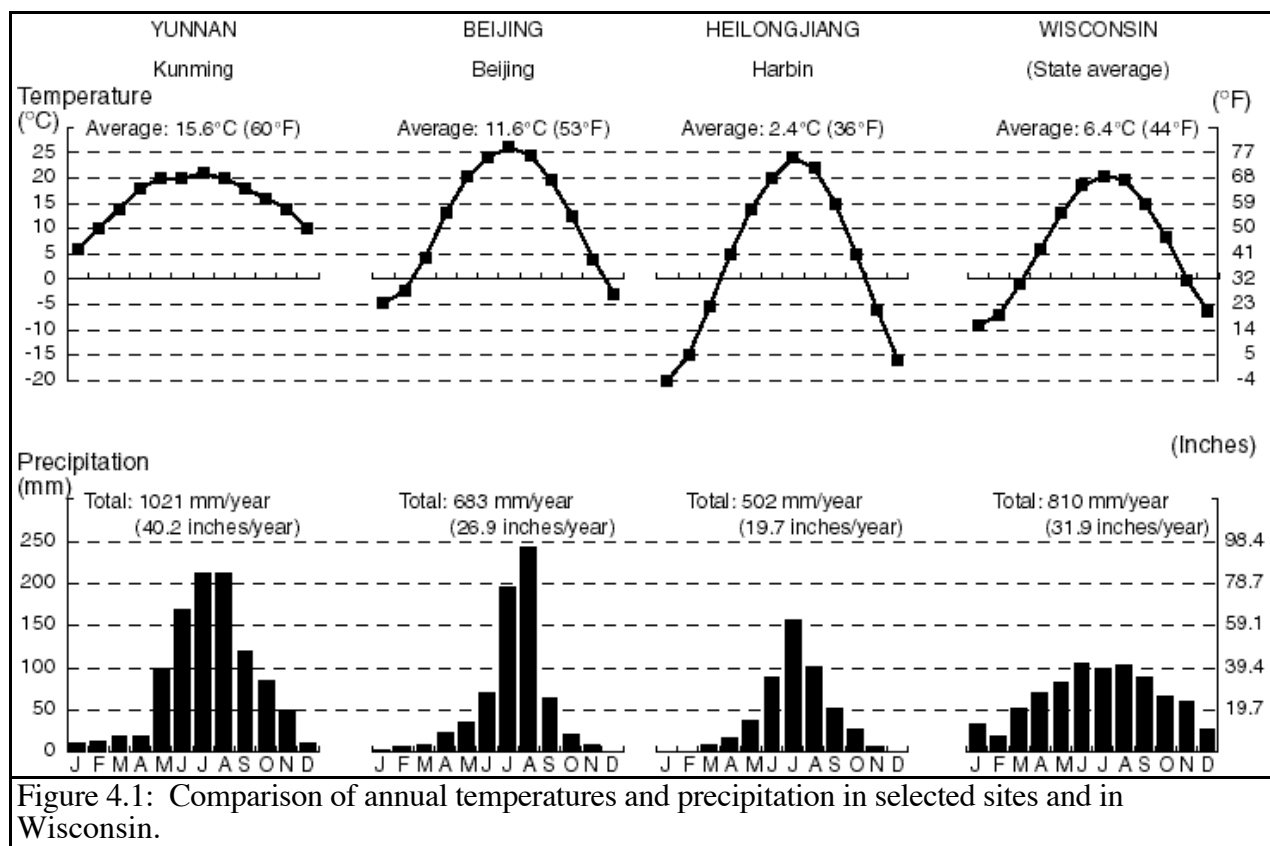 YUNNAN BEIJING HEILONGJIANG WISCONSIN
Kunming Beijing Harbin (State average)
Temperature
(°C) (°F)
Average: 15.6°C (60°F) Average: 11.6°C (53°F) Average: 2.4°C (36°F) Average: 6.4°C (44°F)
25 77
20 68
15 59
10 50
5 41
0 32
-5 23
-10 14
-15 5
-20 -4
(Inches)
Precipitation
(mm)
Total: 1021 mm/year Total: 683 mm/year Total: 502 mm/year Total: 810 mm/year
(40.2 inches/year) (26.9 inches/year) (19.7 inches/year) (31.9 inches/year)
250 98.4
200 78.7
150 59.1
100 39.4
50 19.7
0
J F M A M J J A S O N D J F M A M J J A S O N D J F M A M J J A S O N D J F M A M J J A S O N D
Figure 4.1: Comparison of annual temperatures and precipitation in selected sites and in
Wisconsin.